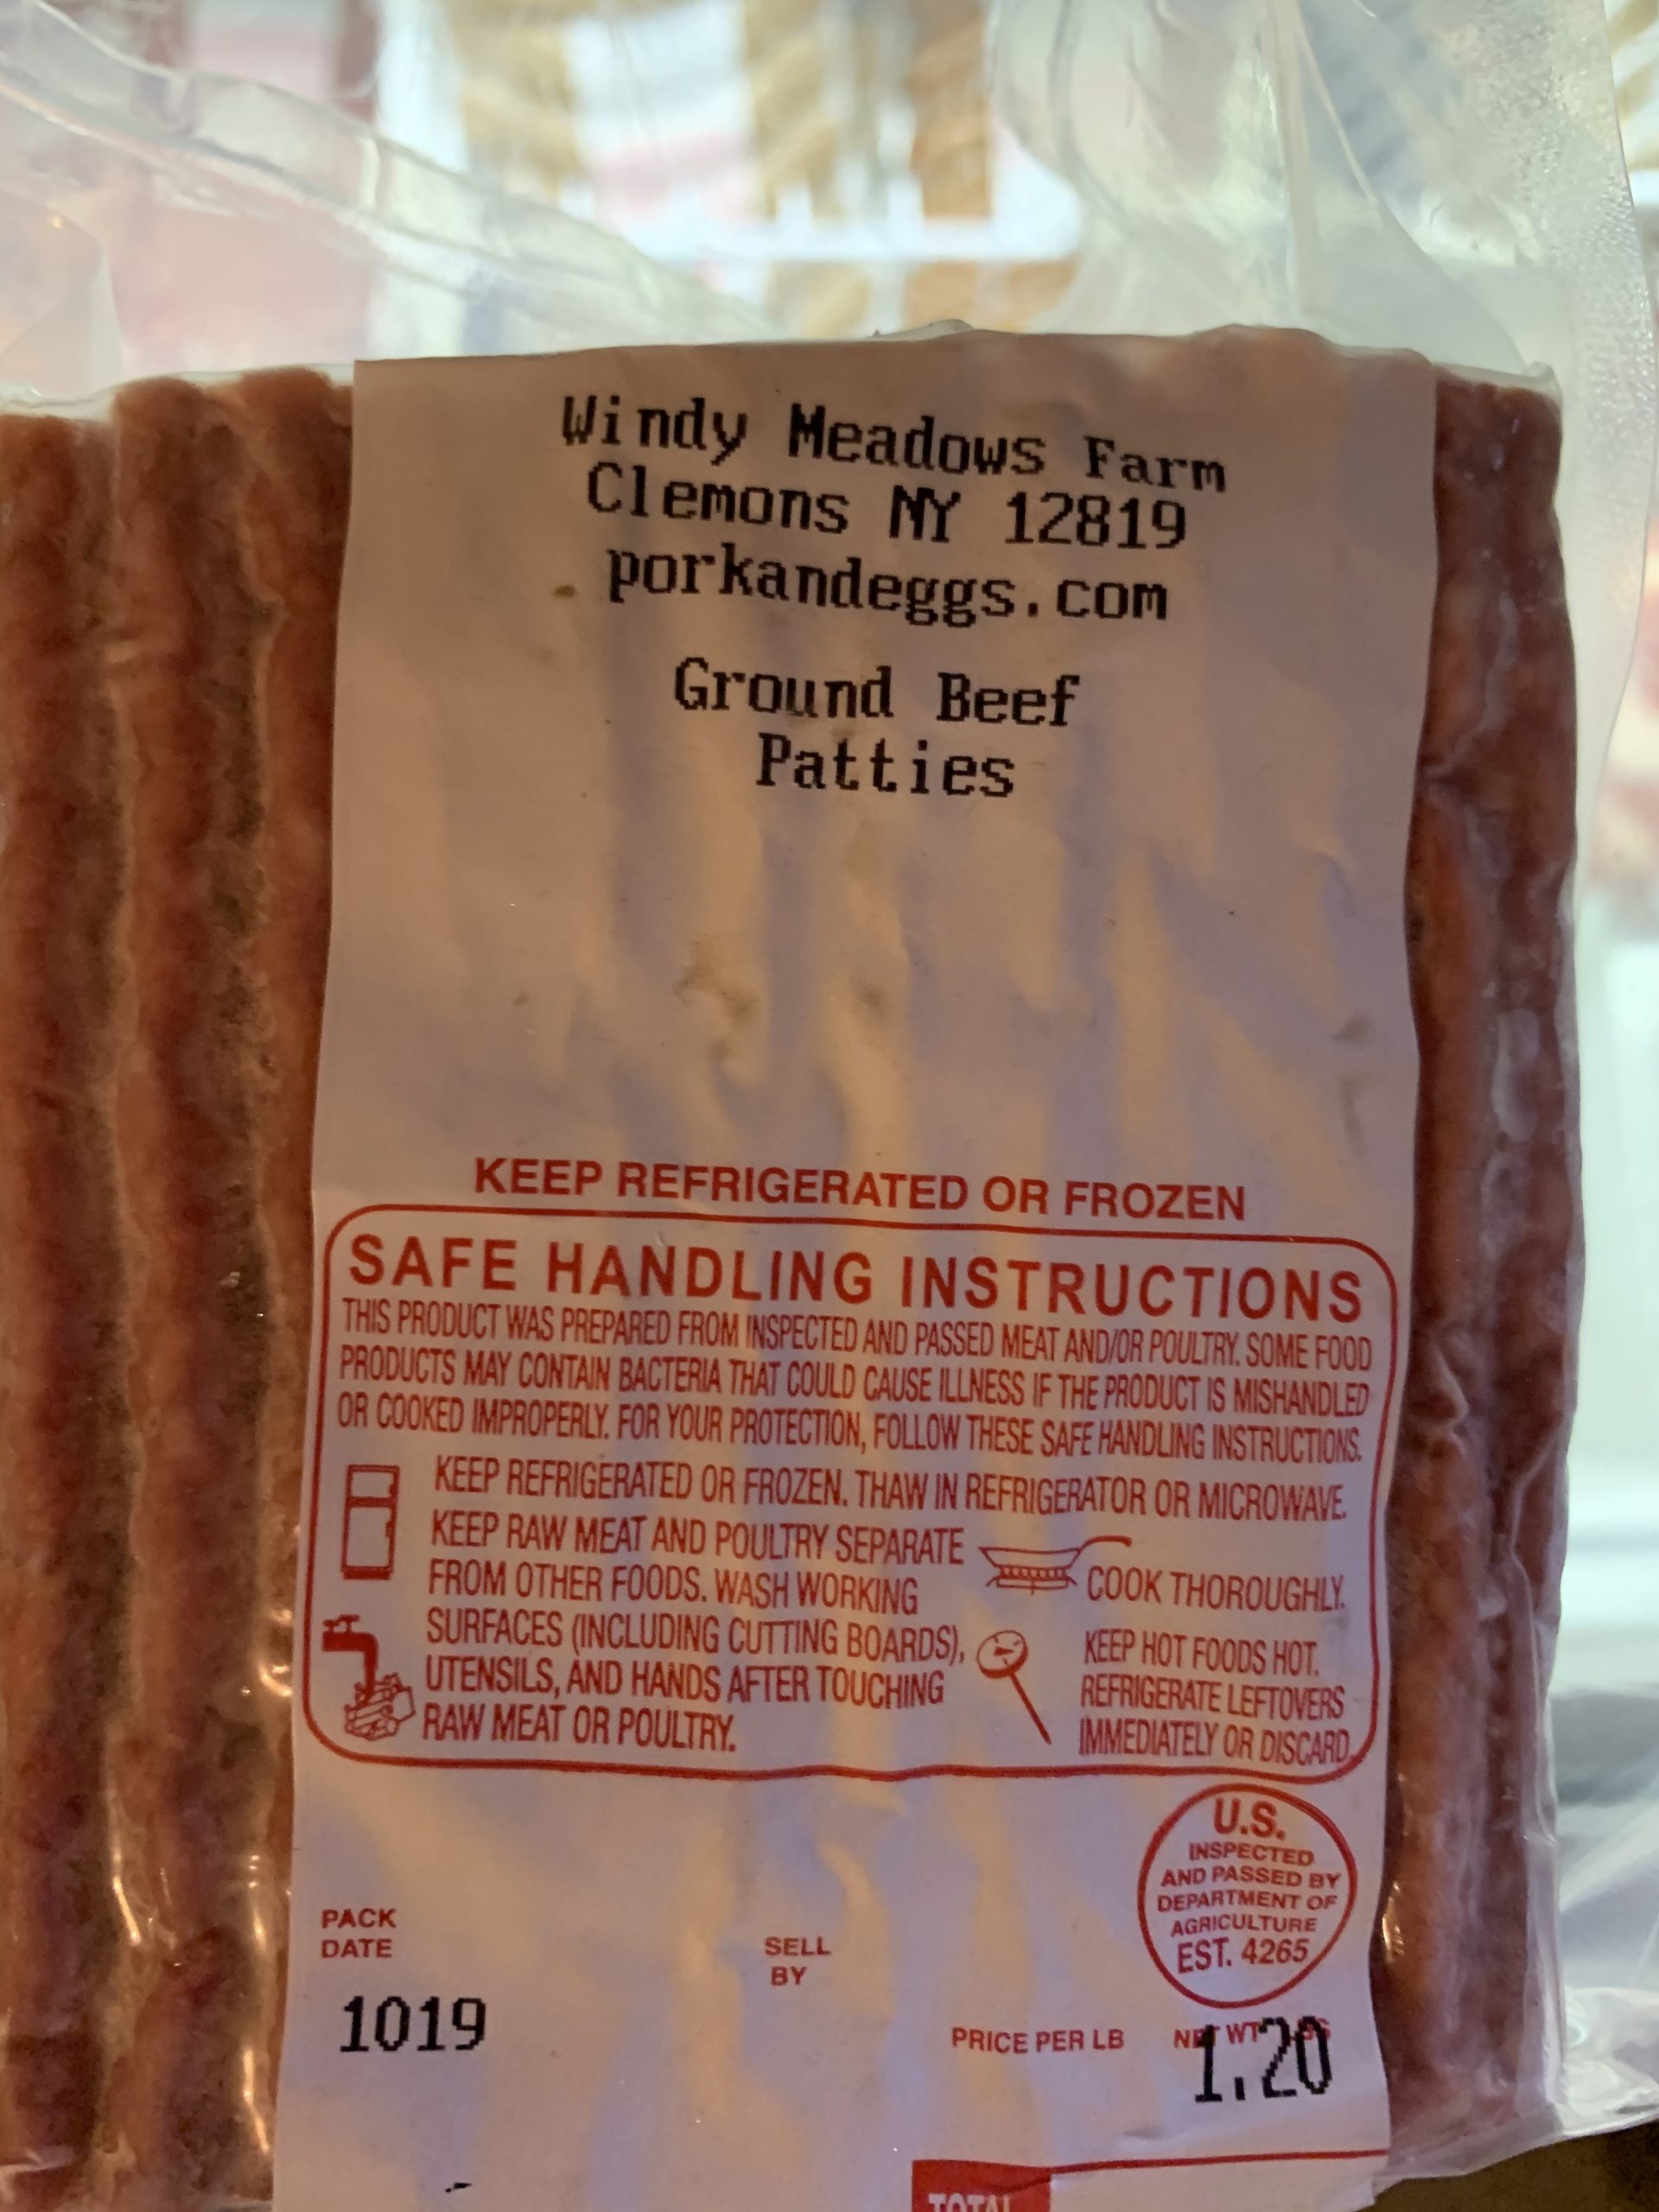 Windy Meadows Farm
Clemons NY 12819
porkandeggs.com
Ground Beef
Patties
KEEP REFRIGERATED OR FROZEN
SAFE HANDLING INSTRUCTIONS
THIS PRODUCT WAS PREPARED FROM INSPECTED AND PASSED MEAT AND/OR POULTRY. SOME FOOD
PRODUCTS MAY CONTAIN BACTERIA THAT COULD CAUSE ILLNESS IF THE PRODUCT IS MISHANDLED
OR COOKED IMPROPERLY. FOR YOUR PROTECTION, FOLLOW THESE SAFE HANDLING INSTRUCTIONS.
KEEP REFRIGERATED OR FROZEN. THAW IN REFRIGERATOR OR MICROWAVE.
KEEP RAW MEAT AND POULTRY SEPARATE
FROM OTHER FOODS. WASH WORKING
SURFACES (INCLUDING CUTTING BOARDS),
UTENSILS, AND HANDS AFTER TOUCHING
RAW MEAT OR POULTRY.
COOK THOROUGHLY.
KEEP HOT FOODS HOT.
REFRIGERATE LEFTOVERS
IMMEDIATELY OR DISCARD.
U.S.
INSPECTED
AND PASSED BY
DEPARTMENT OF
AGRICULTURE
EST. 4265
PACK
DATE
1019
SELL
BY
PRICE PER LB
NET WT
1.20
TOTAL